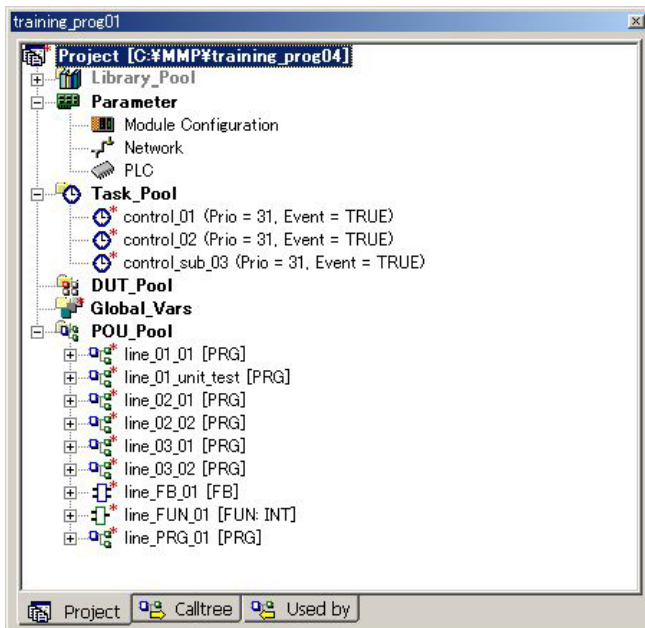 training_prog01
Project [C:¥MMP¥training_prog04]
Library_Pool
Parameter
Module Configuration
Network
PLC
Task_Pool
control_01 (Prio = 31, Event = TRUE)
control_02 (Prio = 31, Event = TRUE)
control_sub_03 (Prio = 31, Event = TRUE)
DUT_Pool
Global_Vars
POU_Pool
line_01_01 [PRG]
line_01_unit_test [PRG]
line_02_01 [PRG]
line_02_02 [PRG]
line_03_01 [PRG]
line_03_02 [PRG]
line_FB_01 [FB]
line_FUN_01 [FUN: INT]
line_PRG_01 [PRG]
Project Calltree Used by